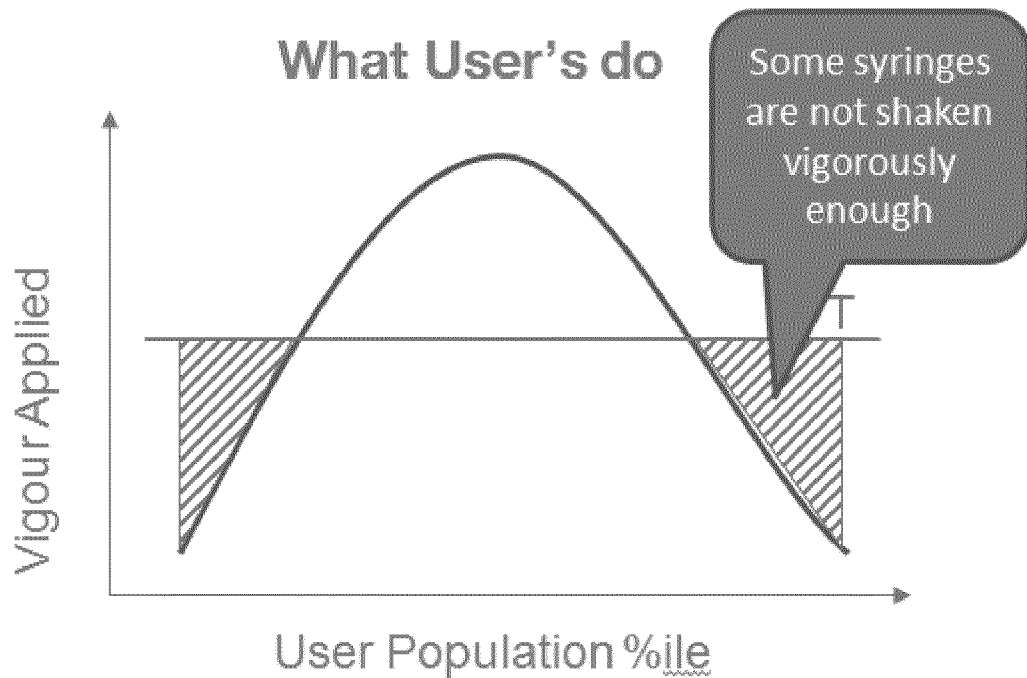 What User's do
Some syringes
are not shaken
vigorously
enough
T
Vigour Applied
User Population %ile